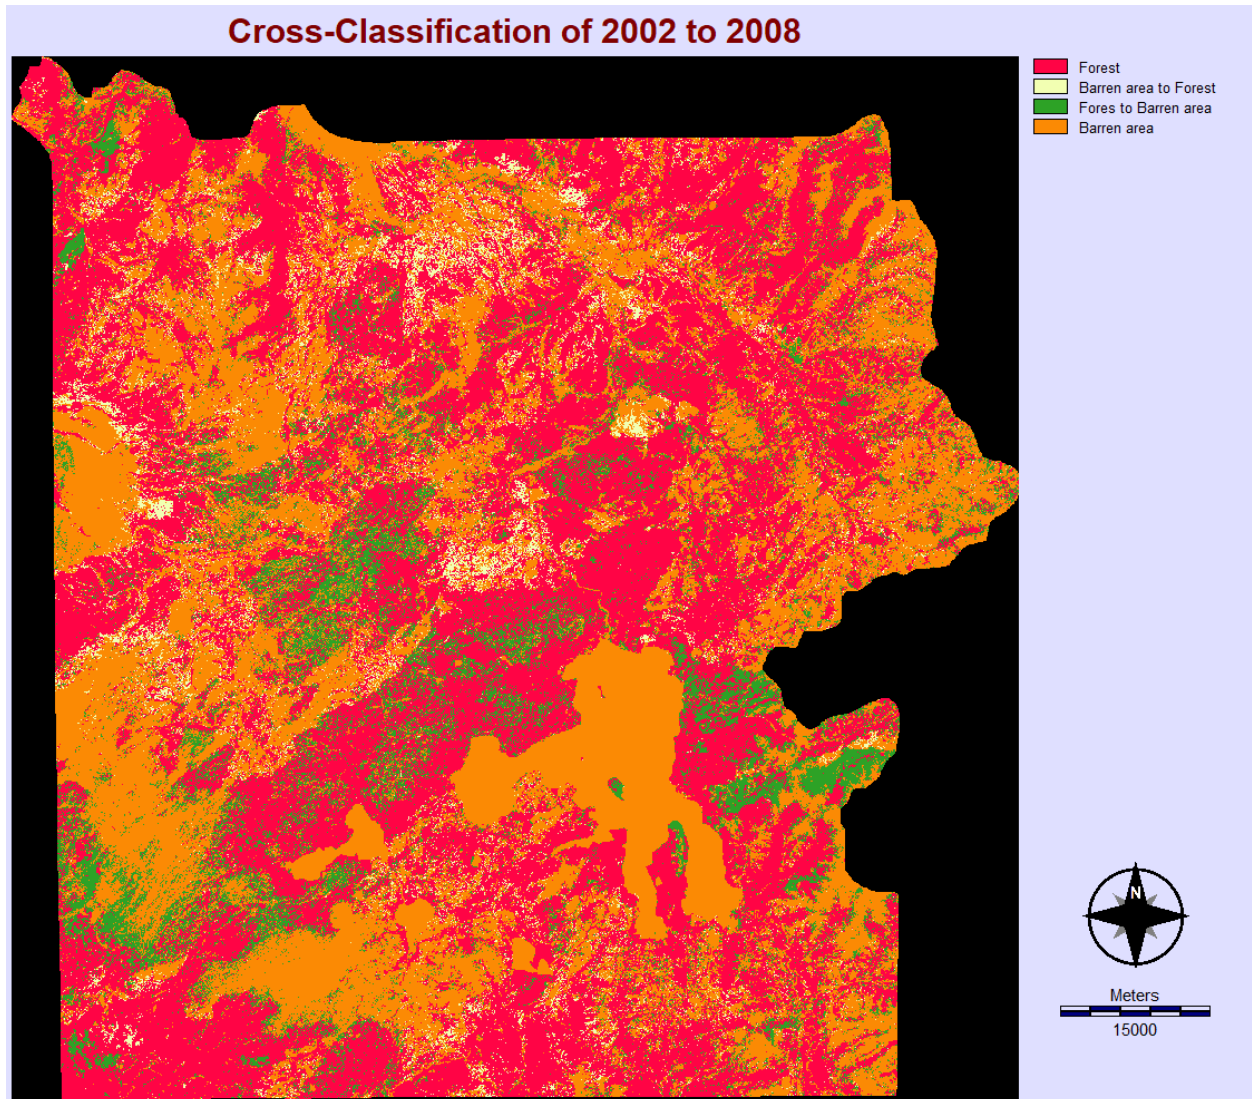 Cross-Classification of 2002 to 2008
Forest
Barren area to Forest
Fores to Barren area
Barren area
N
Meters
15000